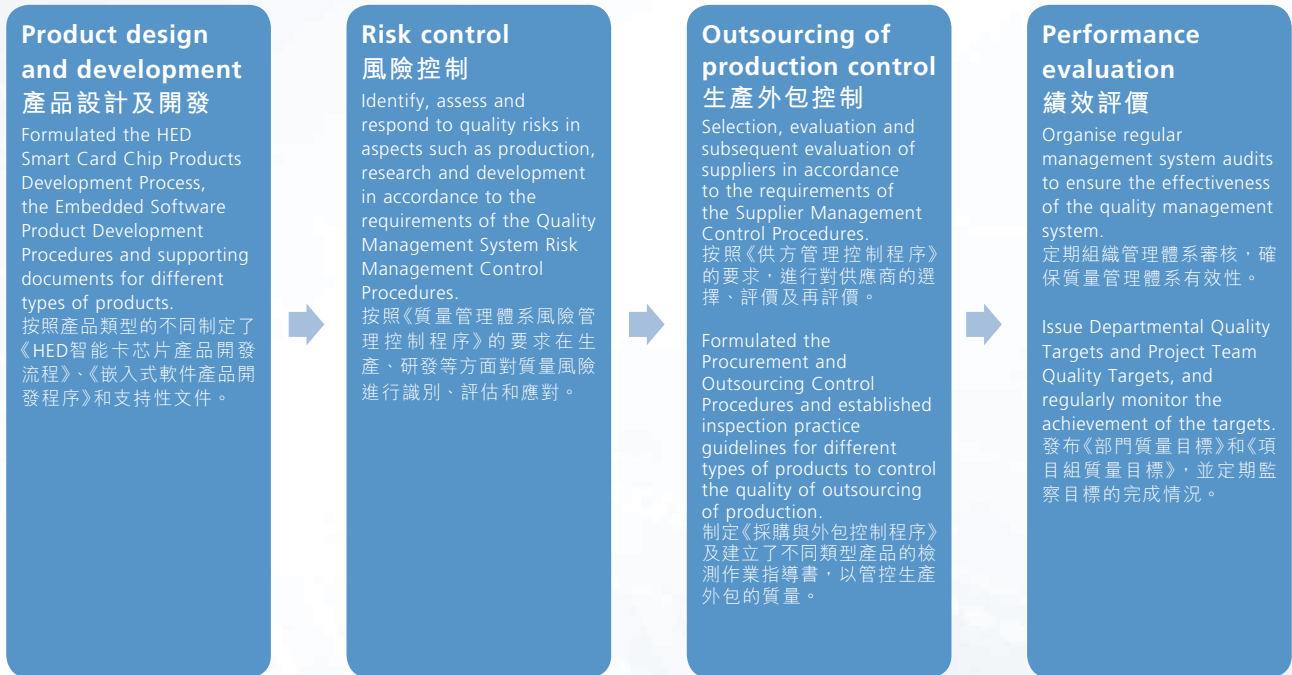 Product design
and development
產品設計及開發
Formulated the HED
Smart Card Chip Products
Development Process,
the Embedded Software
Product Development
Procedures and supporting
documents for different
types of products.
按照產品類型的不同制定了
《HED智能卡芯片產品開發
流程》、《嵌入式軟件產品開
發程序》和支持性文件。
Risk control
風險控制
Identify, assess and
respond to quality risks in
aspects such as production,
research and development
in accordance to the
requirements of the Quality
Management System Risk
Management Control
Procedures.
按照《質量管理體系風險管
理控制程序》的要求在生
產、研發等方面對質量風險
進行識別、評估和應對。
Outsourcing of
production control
生產外包控制
Selection, evaluation and
subsequent evaluation of
suppliers in accordance
to the requirements of
the Supplier Management
Control Procedures.
按照《供方管理控制程序》
的要求，進行對供應商的選
擇、評價及再評價。
Formulated the
Procurement and
Outsourcing Control
Procedures and established
inspection practice
guidelines for different
types of products to control
the quality of outsourcing
of production.
制定《採購與外包控制程序》
及建立了不同類型產品的檢
測作業指導書，以管控生產
外包的質量。
Performance
evaluation
績效評價
Organise regular
management system audits
to ensure the effectiveness
of the quality management
system.
定期組織管理體系審核，確
保質量管理體系有效性。
Issue Departmental Quality
Targets and Project Team
Quality Targets, and
regularly monitor the
achievement of the targets.
發布《部門質量目標》和《項
目組質量目標》，並定期監
察目標的完成情況。